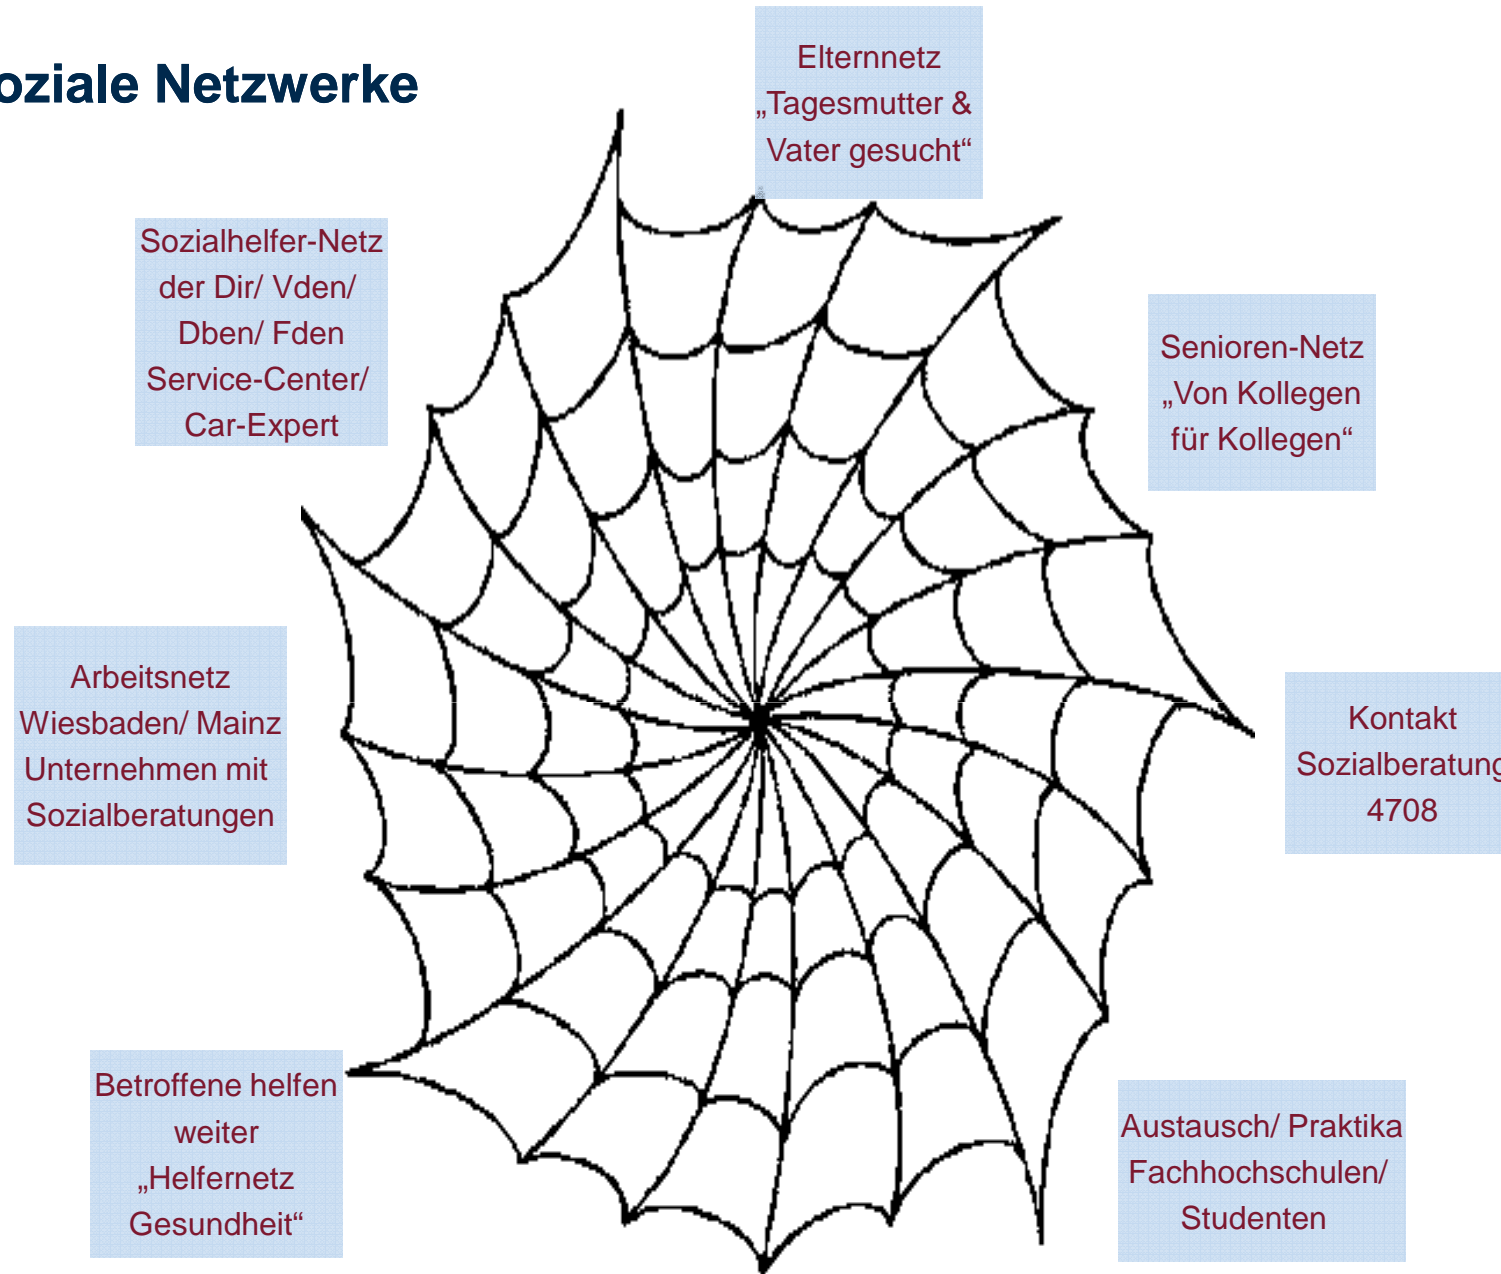 oziale Netzwerke
Elternnetz
„Tagesmutter &
Vater gesucht“
Sozialhelfer-Netz
der Dir/ Vden/
Dben/ Fden
Service-Center/
Car-Expert
Senioren-Netz
„Von Kollegen
für Kollegen“
Arbeitsnetz
Wiesbaden/ Mainz
Unternehmen mit
Sozialberatungen
Kontakt
Sozialberatung
4708
Betroffene helfen
weiter
„Helfernetz
Gesundheit“
Austausch/ Praktika
Fachhochschulen/
Studenten